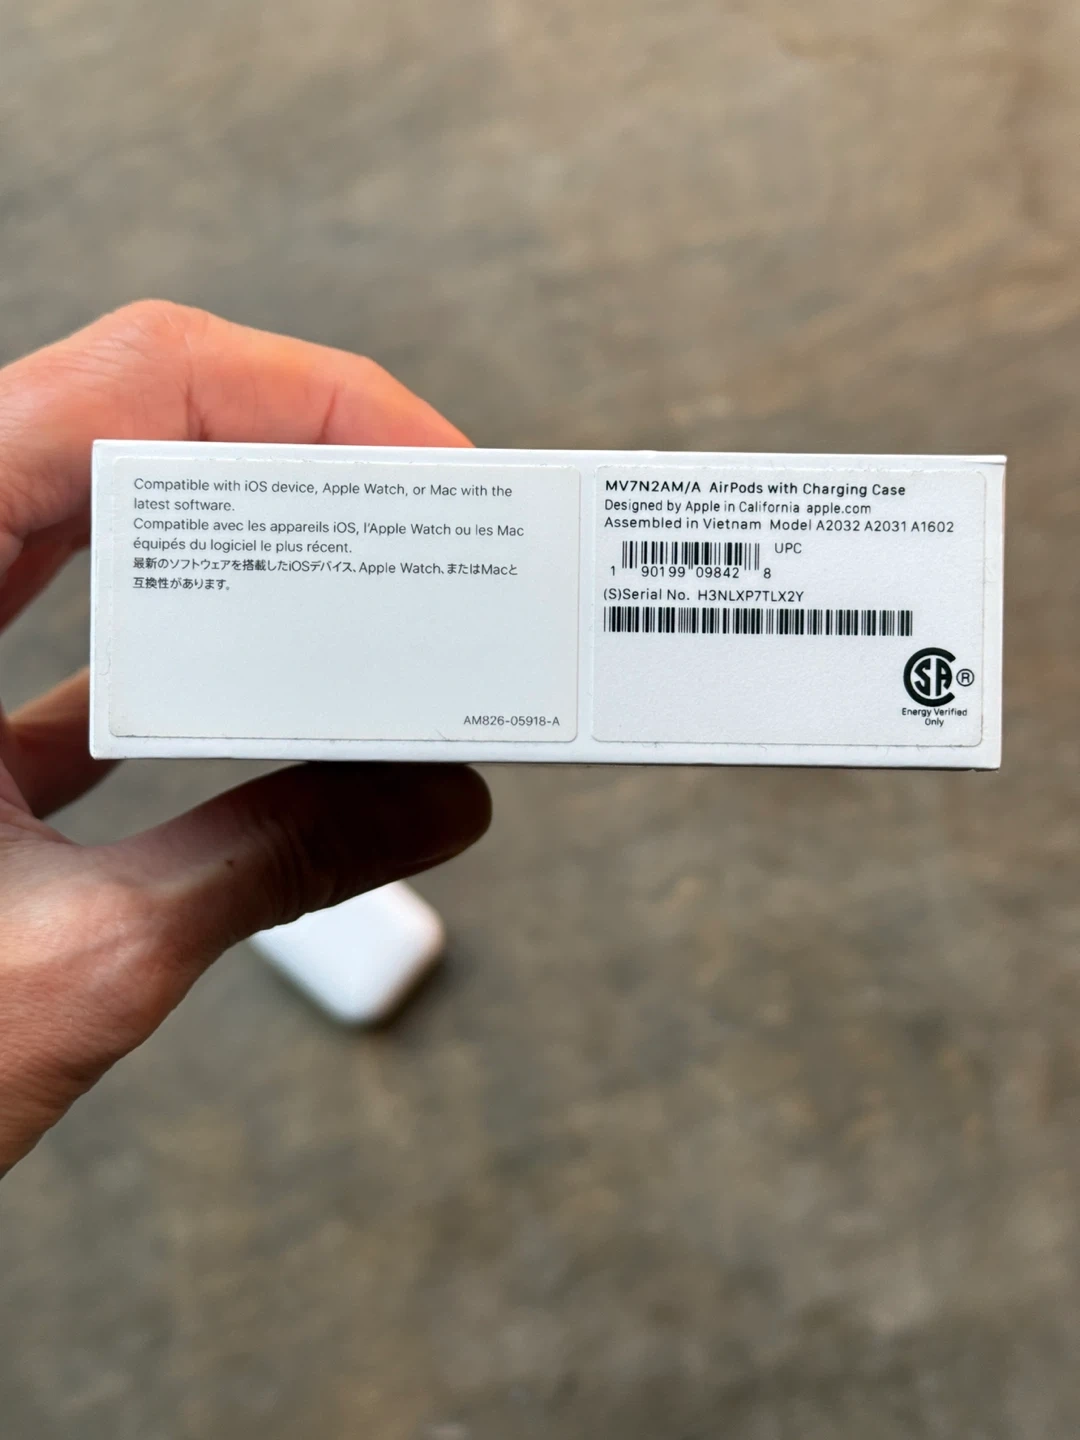 Compatible with iOS device, Apple Watch, or Mac with the
latest software.
Compatible avec les appareils iOS, l'Apple Watch ou les Mac
équipés du logiciel le plus récent.
最新のソフトウェアを搭載したiOSデバイス、Apple Watch、またはMacと
互換性があります。
AM826-05918-A
MV7N2AM/A AirPods with Charging Case
Designed by Apple in California apple.com
Assembled in Vietnam Model A2032 A2031 A1602
UPC
1 90199 09842 8
(S)Serial No. H3NLXP7TLX2Y
SA ®
Energy Verified
Only